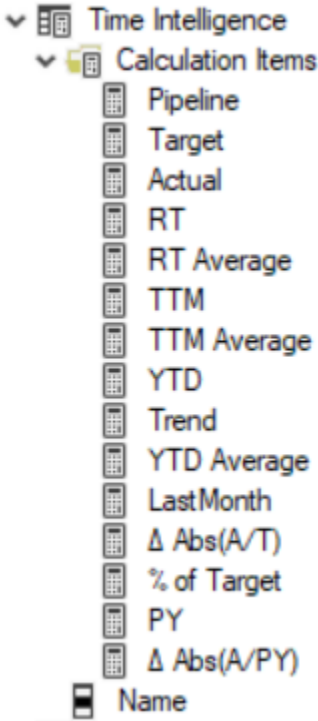 Time Intelligence
Calculation Items
Pipeline
Target
Actual
RT
RT Average
TTM
TTM Average
YTD
Trend
YTD Average
LastMonth
Δ Abs(A/T)
% of Target
PY
Δ Abs(A/PY)
Name